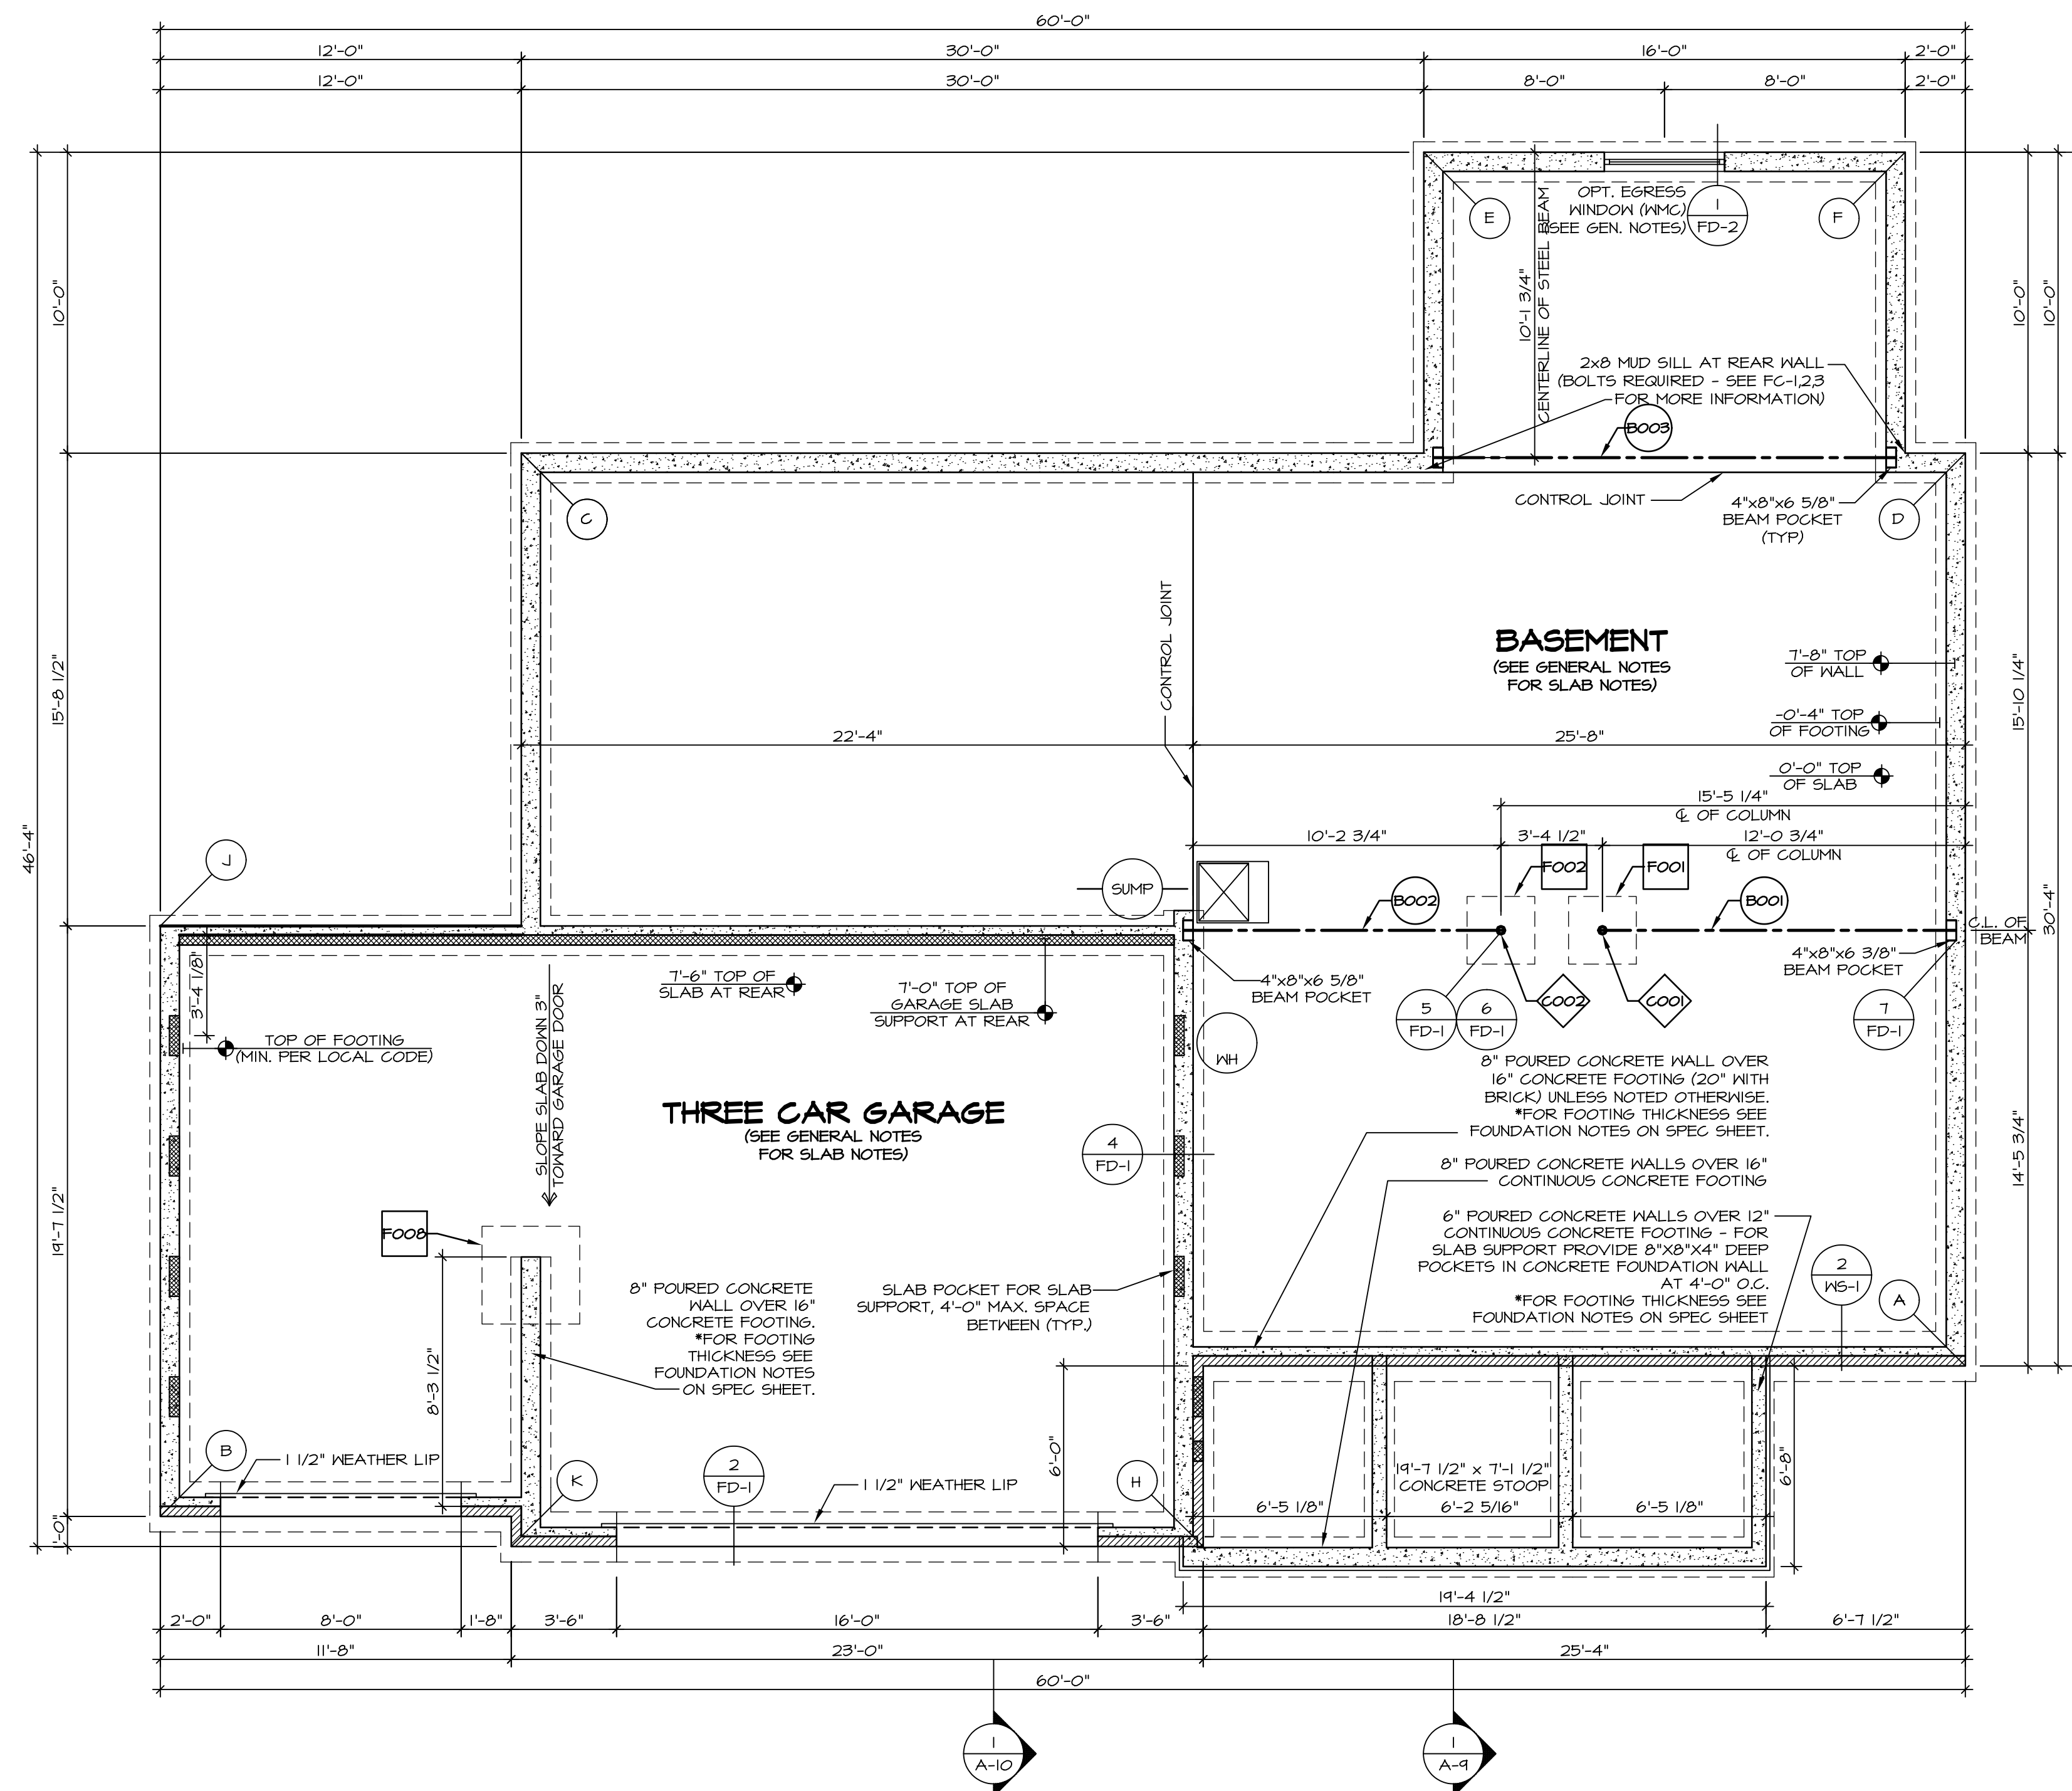 60'-0"
12'-0"
30'-0"
16'-0"
2'-0"
12'-0"
30'-0"
8'-0"
8'-0"
2'-0"
E
OPT. EGRESS
WINDOW (WMC)
(SEE GEN. NOTES)
1
FD-2
F
10'-1 3/4"
CENTERLINE OF STEEL BEAM
10'-0"
10'-0"
10'-0"
2x8 MUD SILL AT REAR WALL
(BOLTS REQUIRED - SEE FC-1,2,3
FOR MORE INFORMATION)
B003
C
CONTROL JOINT
4"x8"x6 5/8"
BEAM POCKET
(TYP)
D
CONTROL JOINT
BASEMENT
(SEE GENERAL NOTES
FOR SLAB NOTES)
7'-8" TOP
OF WALL
-0'-4" TOP
OF FOOTING
0'-0" TOP
OF SLAB
15'-8 1/2"
15'-10 1/4"
22'-4"
25'-8"
15'-5 1/4"
℄ OF COLUMN
10'-2 3/4"
3'-4 1/2"
12'-0 3/4"
℄ OF COLUMN
46'-4"
30'-4"
J
SUMP
F002
F001
B002
B001
C.L. OF
BEAM
4"x8"x6 5/8"
BEAM POCKET
4"x8"x6 3/8"
BEAM POCKET
C002
C001
5
FD-1
6
FD-1
7
FD-1
WH
3'-4 1/8"
7'-6" TOP OF
SLAB AT REAR
7'-0" TOP OF
GARAGE SLAB
SUPPORT AT REAR
TOP OF FOOTING
(MIN. PER LOCAL CODE)
SLOPE SLAB DOWN 3"
TOWARD GARAGE DOOR
THREE CAR GARAGE
(SEE GENERAL NOTES
FOR SLAB NOTES)
4
FD-1
8" POURED CONCRETE WALL OVER
16" CONCRETE FOOTING (20" WITH
BRICK) UNLESS NOTED OTHERWISE.
*FOR FOOTING THICKNESS SEE
FOUNDATION NOTES ON SPEC SHEET.
8" POURED CONCRETE WALLS OVER 16"
CONTINUOUS CONCRETE FOOTING
6" POURED CONCRETE WALLS OVER 12"
CONTINUOUS CONCRETE FOOTING - FOR
SLAB SUPPORT PROVIDE 8"X8"X4" DEEP
POCKETS IN CONCRETE FOUNDATION WALL
AT 4'-0" O.C.
*FOR FOOTING THICKNESS SEE
FOUNDATION NOTES ON SPEC SHEET
2
WS-1
A
14'-5 3/4"
19'-7 1/2"
F008
8" POURED CONCRETE
WALL OVER 16"
CONCRETE FOOTING.
*FOR FOOTING
THICKNESS SEE
FOUNDATION NOTES
ON SPEC SHEET.
SLAB POCKET FOR SLAB
SUPPORT, 4'-0" MAX. SPACE
BETWEEN (TYP.)
8'-3 1/2"
6'-0"
B
1 1/2" WEATHER LIP
K
2
FD-1
1 1/2" WEATHER LIP
H
19'-7 1/2" x 7'-1 1/2"
CONCRETE STOOP
6'-5 1/8"
6'-2 5/16"
6'-5 1/8"
6'-8"
1'-0"
19'-4 1/2"
2'-0"
8'-0"
1'-8"
3'-6"
16'-0"
3'-6"
18'-8 1/2"
6'-7 1/2"
11'-8"
23'-0"
25'-4"
60'-0"
1
A-10
1
A-9